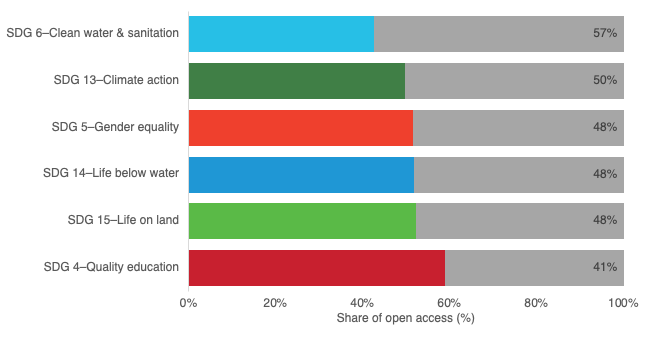 SDG 6–Clean water & sanitation 57%
SDG 13–Climate action 50%
SDG 5–Gender equality 48%
SDG 14–Life below water 48%
SDG 15–Life on land 48%
SDG 4–Quality education 41%
0% 20% 40% 60% 80% 100%
Share of open access (%)